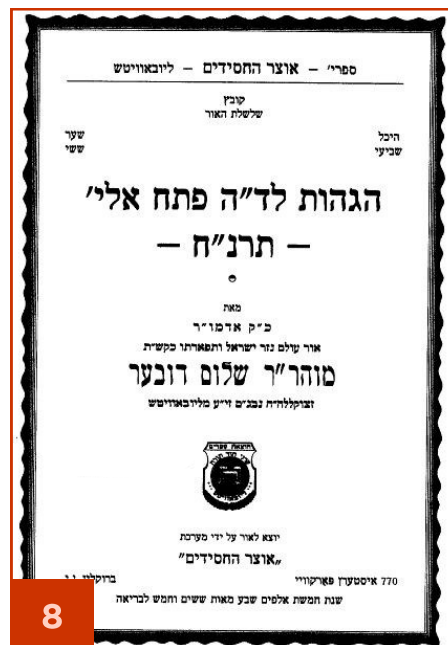 ספרי׳ – אוצר החסידים – ליובאוויטש
קובץ
שלשלת האור
היכל שער
שביעי ששי
הגהות לד״ה פתח אלי׳
– תרנ״ח –
מאת
כ״ק אדמו״ר
אור עולם נזר ישראל ותפארתו כקש״ת
מוהר״ר שלום דובער
זצוקללה״ה נבג״ם זי״ע מליובאוויטש
יוצא לאור על ידי מערכת
„אוצר החסידים״
770 איסטערן פארקוויי ברוקלין
שנת חמשת אלפים שבע מאות ששים וחמש לבריאה
8